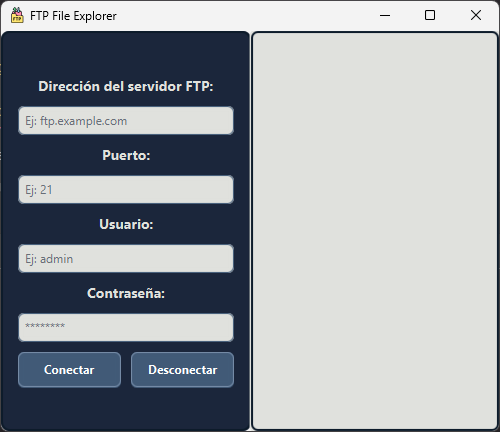 FTP File Explorer
Dirección del servidor FTP:
Ej: ftp.example.com
Puerto:
Ej: 21
Usuario:
Ej: admin
Contraseña:
********
Conectar Desconectar